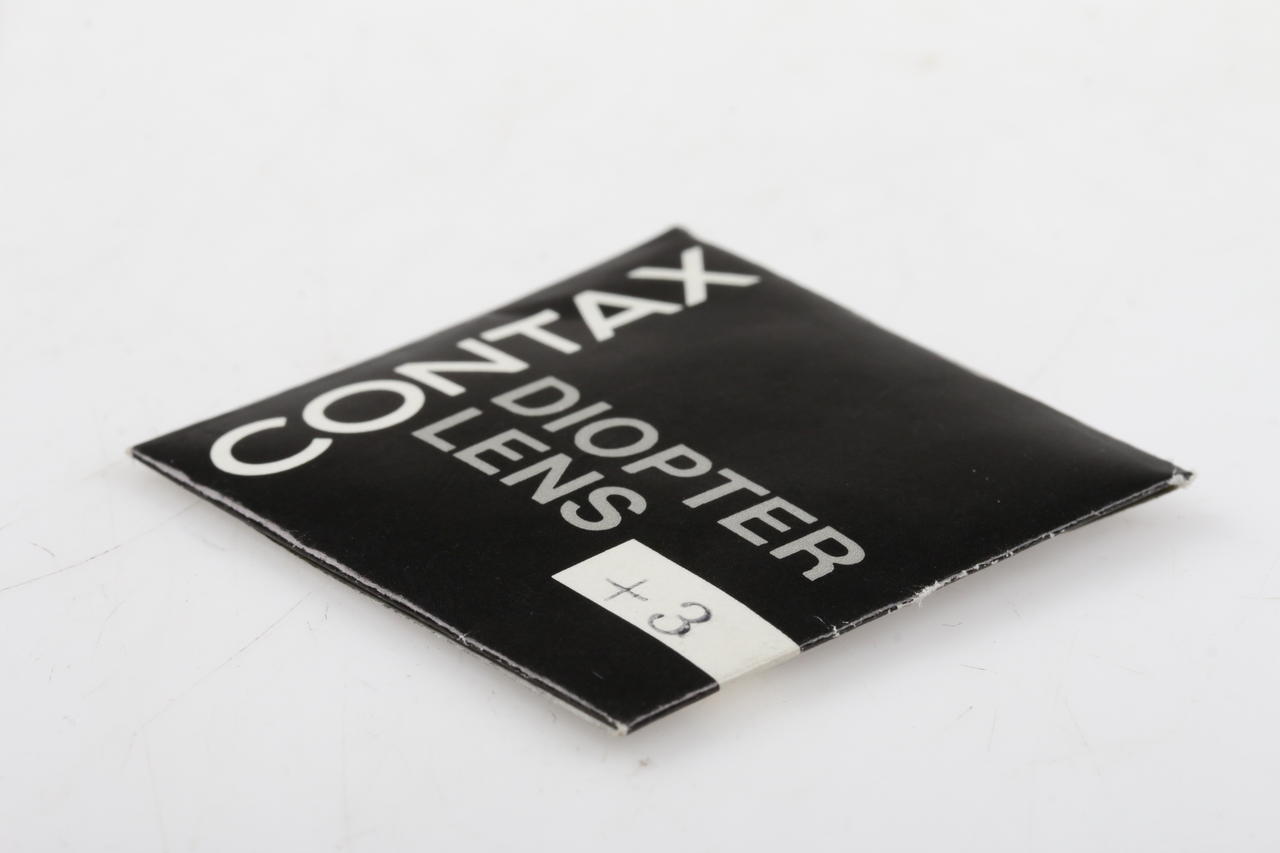 CONTAX
DIOPTER
LENS
+3